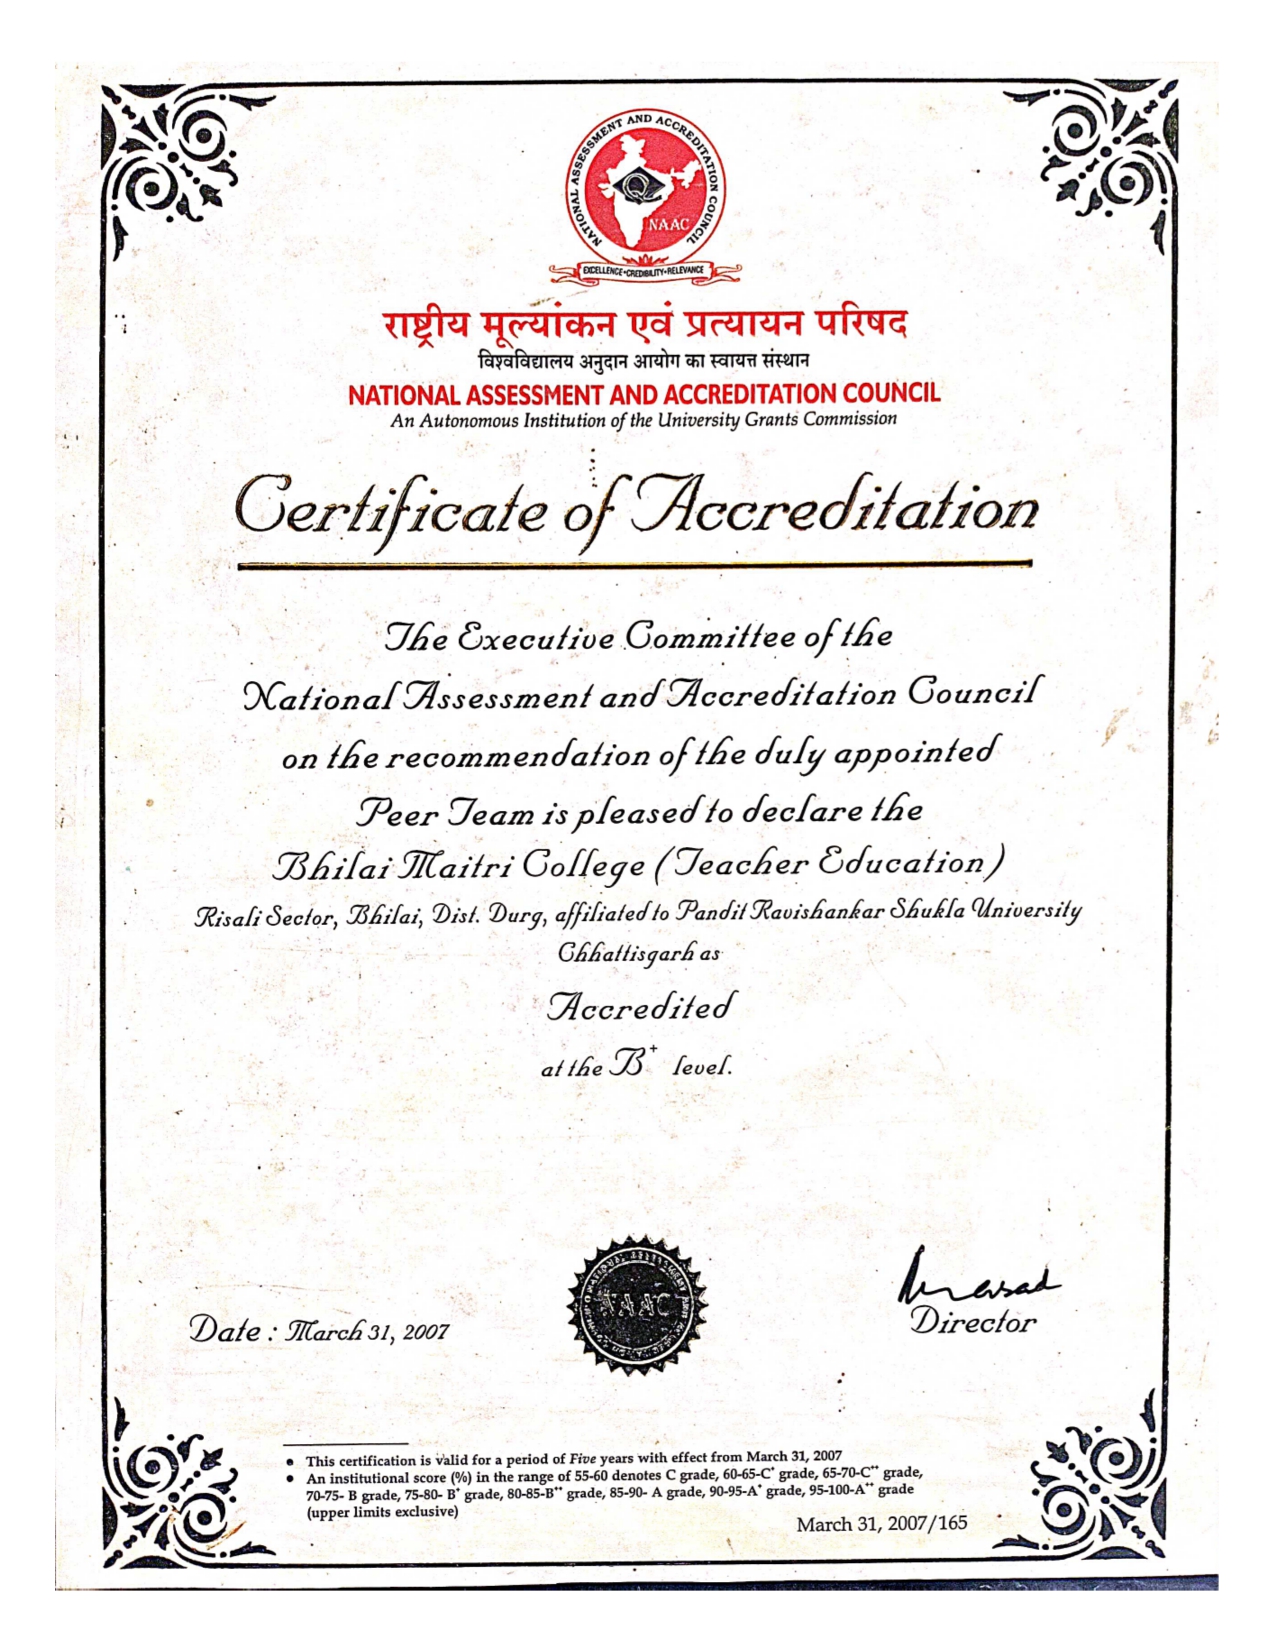 NATIONAL ASSESSMENT AND ACCREDITATION COUNCIL
Q
NAAC
EXCELLENCE•CREDIBILITY•RELEVANCE
राष्ट्रीय मूल्यांकन एवं प्रत्यायन परिषद
विश्वविद्यालय अनुदान आयोग का स्वायत्त संस्थान
NATIONAL ASSESSMENT AND ACCREDITATION COUNCIL
An Autonomous Institution of the University Grants Commission
Certificate of Accreditation
The Executive Committee of the
National Assessment and Accreditation Council
on the recommendation of the duly appointed
Peer Team is pleased to declare the
Bhilai Maitri College (Teacher Education)
Risali Sector, Bhilai, Dist. Durg, affiliated to Pandit Ravishankar Shukla University
Chhattisgarh as
Accredited
at the B⁺ level.
NAAC
Director
Date : March 31, 2007
• This certification is valid for a period of Five years with effect from March 31, 2007
• An institutional score (%) in the range of 55-60 denotes C grade, 60-65-C⁺ grade, 65-70-C⁺⁺ grade,
70-75- B grade, 75-80- B⁺ grade, 80-85-B⁺⁺ grade, 85-90- A grade, 90-95-A⁺ grade, 95-100-A⁺⁺ grade
(upper limits exclusive)
March 31, 2007/165